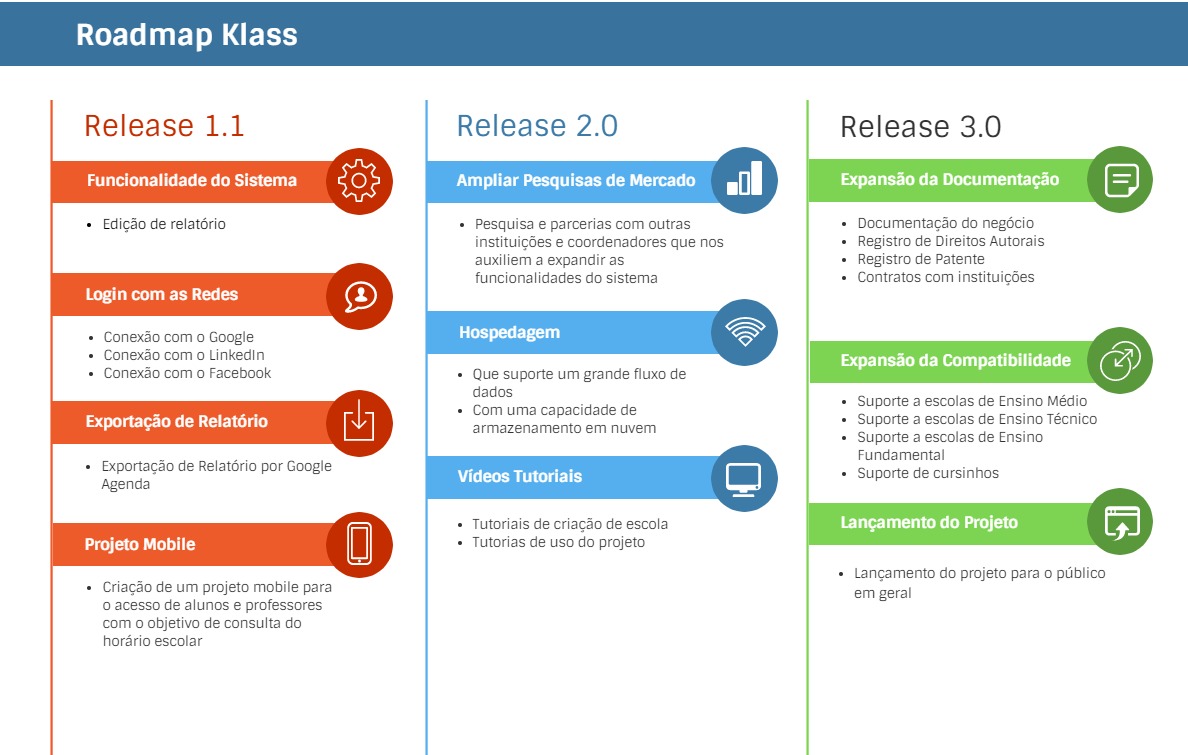 Roadmap Klass
Release 1.1
Funcionalidade do Sistema
• Edição de relatório
Login com as Redes
• Conexão com o Google
• Conexão com o LinkedIn
• Conexão com o Facebook
Exportação de Relatório
• Exportação de Relatório por Google
Agenda
Projeto Mobile
• Criação de um projeto mobile para
o acesso de alunos e professores
com o objetivo de consulta do
horário escolar
Release 2.0
Ampliar Pesquisas de Mercado
• Pesquisa e parcerias com outras
instituições e coordenadores que nos
auxiliem a expandir as
funcionalidades do sistema
Hospedagem
• Que suporte um grande fluxo de
dados
• Com uma capacidade de
armazenamento em nuvem
Vídeos Tutoriais
• Tutoriais de criação de escola
• Tutorias de uso do projeto
Release 3.0
Expansão da Documentação
• Documentação do negócio
• Registro de Direitos Autorais
• Registro de Patente
• Contratos com instituições
Expansão da Compatibilidade
• Suporte a escolas de Ensino Médio
• Suporte a escolas de Ensino Técnico
• Suporte a escolas de Ensino
Fundamental
• Suporte de cursinhos
Lançamento do Projeto
• Lançamento do projeto para o público
em geral